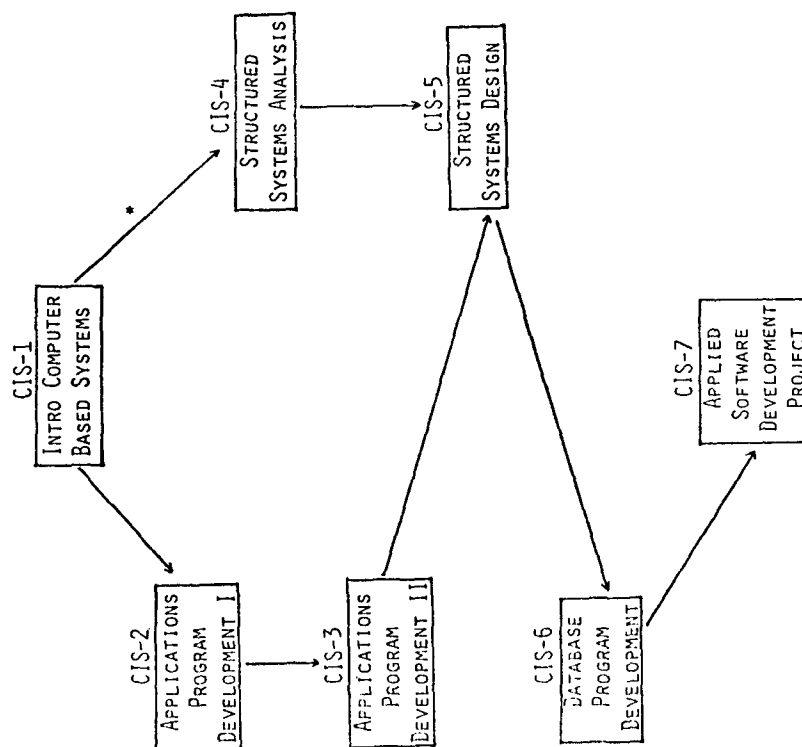 CIS-1
INTRO COMPUTER
BASED SYSTEMS
*
CIS-2
APPLICATIONS
PROGRAM
DEVELOPMENT I
CIS-4
STRUCTURED
SYSTEMS ANALYSIS
CIS-3
APPLICATIONS
PROGRAM
DEVELOPMENT II
CIS-5
STRUCTURED
SYSTEMS DESIGN
CIS-6
DATABASE
PROGRAM
DEVELOPMENT
CIS-7
APPLIED
SOFTWARE
DEVELOPMENT
PROJECT